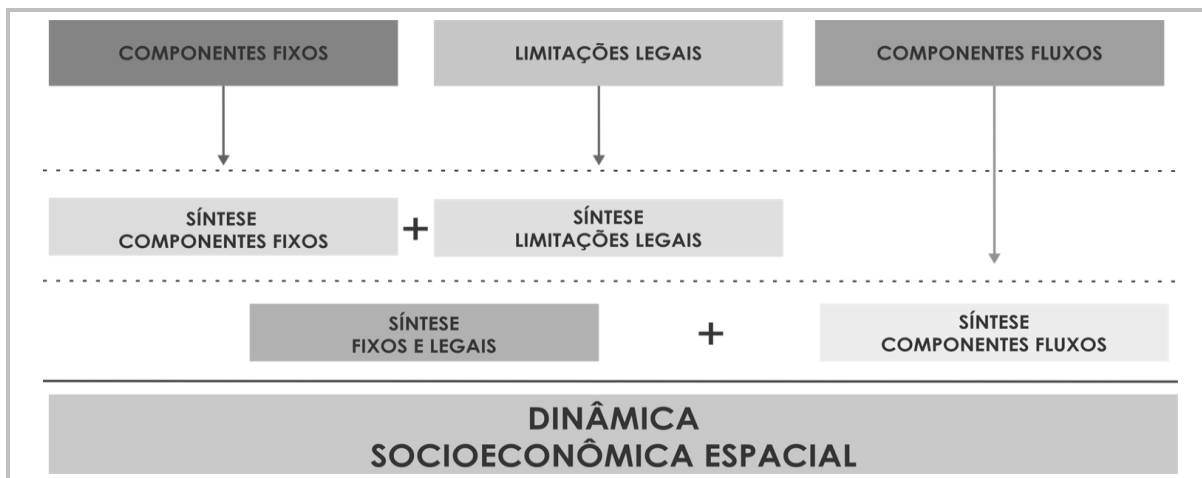 COMPONENTES FIXOS
LIMITAÇÕES LEGAIS
COMPONENTES FLUXOS
SÍNTESE
COMPONENTES FIXOS
+
SÍNTESE
LIMITAÇÕES LEGAIS
SÍNTESE
FIXOS E LEGAIS
+
SÍNTESE
COMPONENTES FLUXOS
DINÂMICA
SOCIOECONÔMICA ESPACIAL